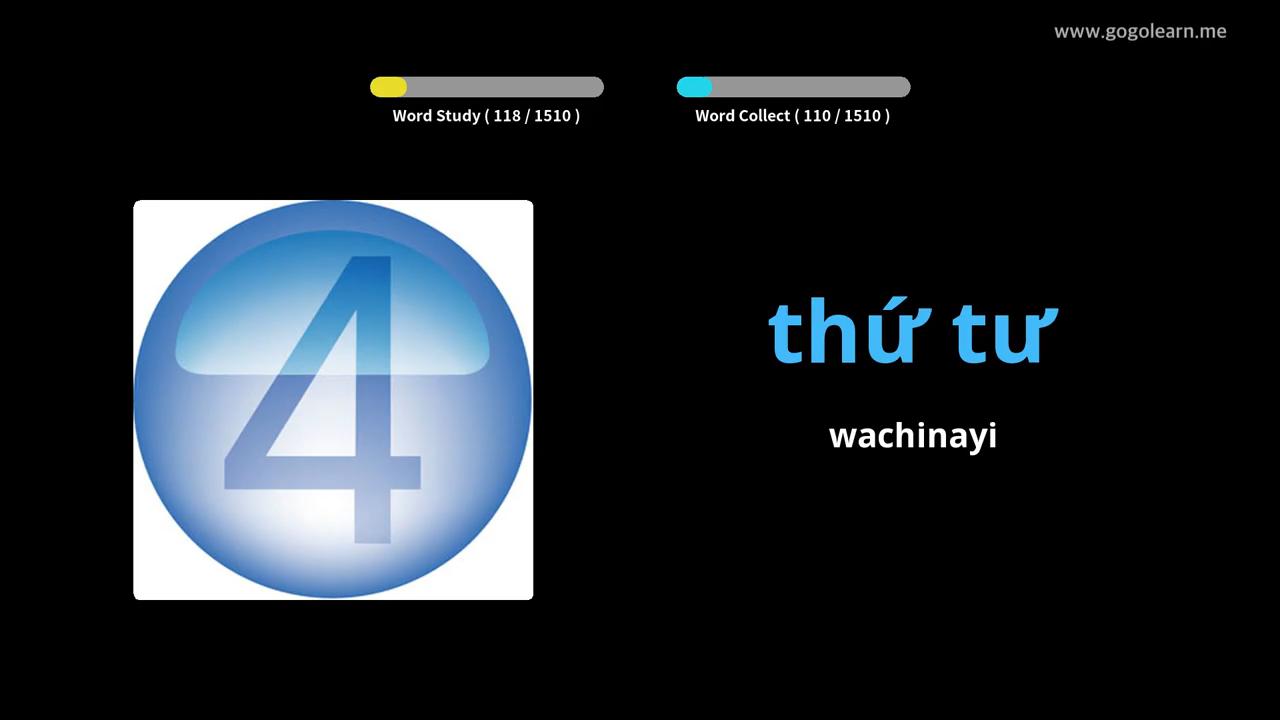 www.gogolearn.me
Word Study ( 118 / 1510 )
Word Collect ( 110 / 1510 )
4
thứ tư
wachinayi